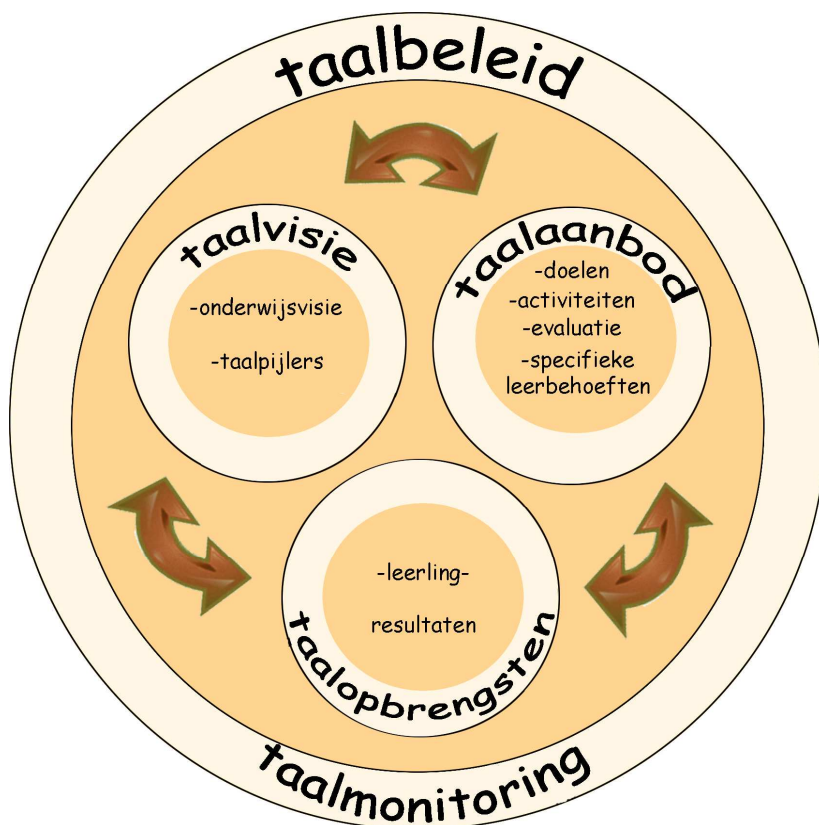 taalbeleid
taalvisie
-onderwijsvisie
-taalpijlers
taalaanbod
-doelen
-activiteiten
-evaluatie
-specifieke
leerbehoeften
-leerling-
resultaten
taalopbrengsten
taalmonitoring